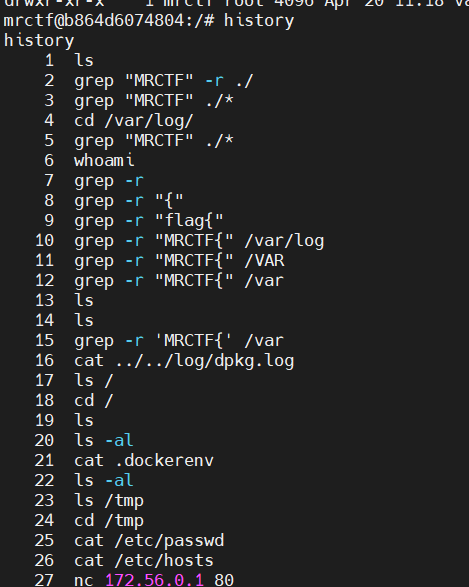 drwxr-xr-x 1 mrctf root 4096 Apr 20 11:18 va
mrctf@b864d6074804:/# history
history
1 ls
2 grep "MRCTF" -r ./
3 grep "MRCTF" ./*
4 cd /var/log/
5 grep "MRCTF" ./*
6 whoami
7 grep -r
8 grep -r "{"
9 grep -r "flag{"
10 grep -r "MRCTF{" /var/log
11 grep -r "MRCTF{" /VAR
12 grep -r "MRCTF{" /var
13 ls
14 ls
15 grep -r 'MRCTF{' /var
16 cat ../../log/dpkg.log
17 ls /
18 cd /
19 ls
20 ls -al
21 cat .dockerenv
22 ls -al
23 ls /tmp
24 cd /tmp
25 cat /etc/passwd
26 cat /etc/hosts
27 nc 172.56.0.1 80